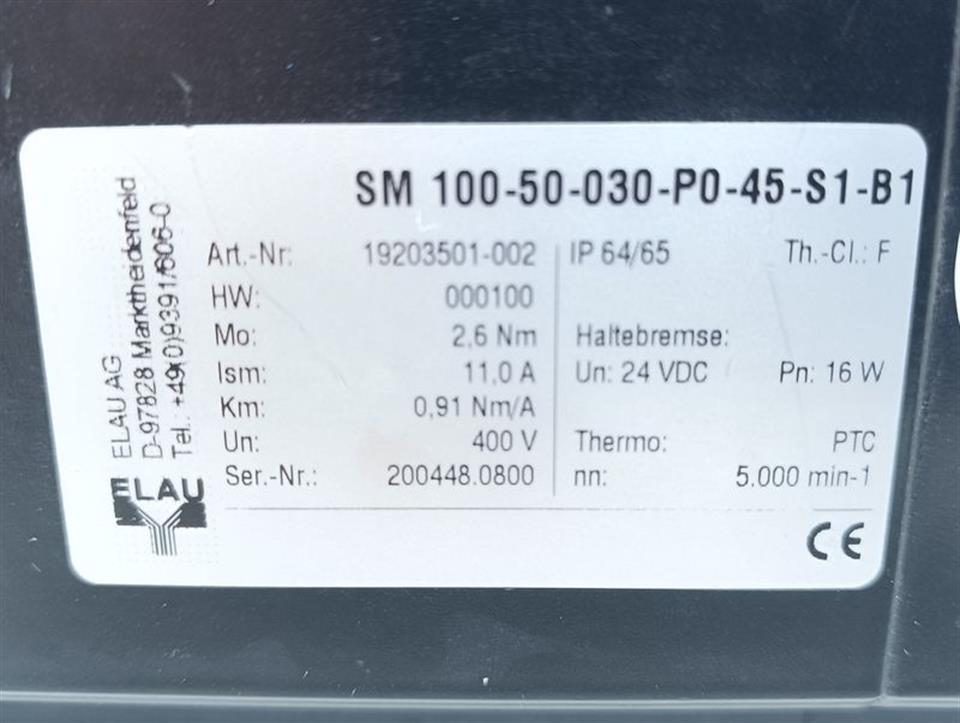 SM 100-50-030-P0-45-S1-B1
Art.-Nr: 19203501-002 IP 64/65 Th.-Cl.: F
HW: 000100
Mo: 2,6 Nm Haltebremse:
Ism: 11,0 A Un: 24 VDC Pn: 16 W
Km: 0,91 Nm/A
Un: 400 V Thermo: PTC
Ser.-Nr.: 200448.0800 nn: 5.000 min-1
ELAU AG
D-97828 Marktheidenfeld
Tel.: +49(0)9391/606-0
ELAU
CE